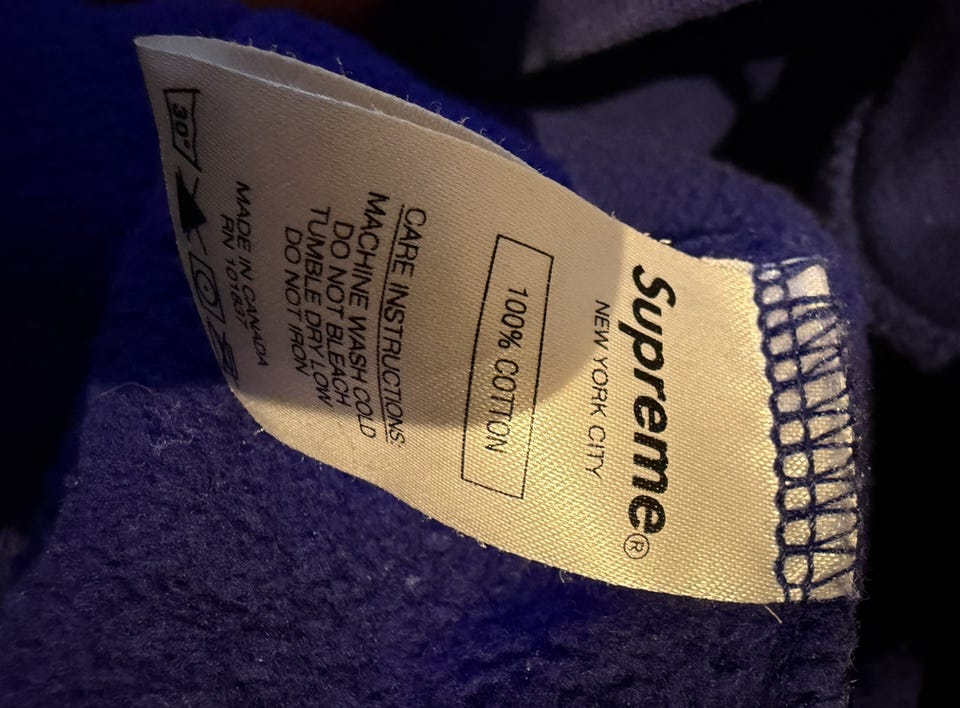 Supreme®
NEW YORK CITY
100% COTTON
CARE INSTRUCTIONS
MACHINE WASH COLD
DO NOT BLEACH
TUMBLE DRY LOW
DO NOT IRON
MADE IN CANADA
RN 101837
30°